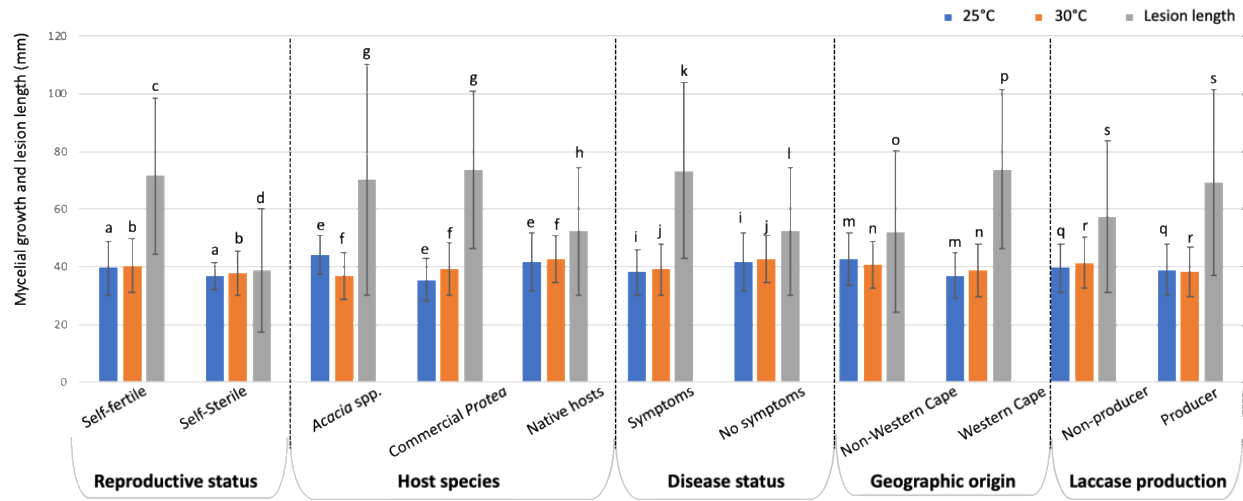 25°C 30°C Lesion length
Mycelial growth and lesion length (mm)
120
100
80
60
40
20
0
a b c a b d e f g e f g e f h i j k i j l m n o m n p q r s q r s
Self-fertile Self-Sterile Acacia spp. Commercial Protea Native hosts Symptoms No symptoms Non-Western Cape Western Cape Non-producer Producer
Reproductive status Host species Disease status Geographic origin Laccase production